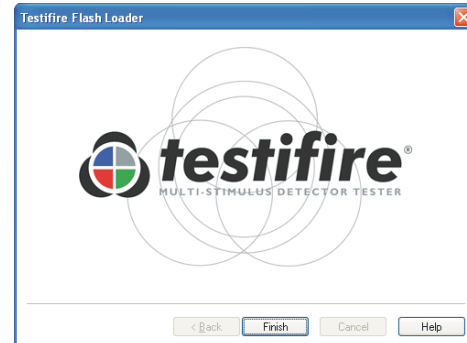 Testifire Flash Loader
testifire®
MULTI-STIMULUS DETECTOR TESTER
< Back Finish Cancel Help